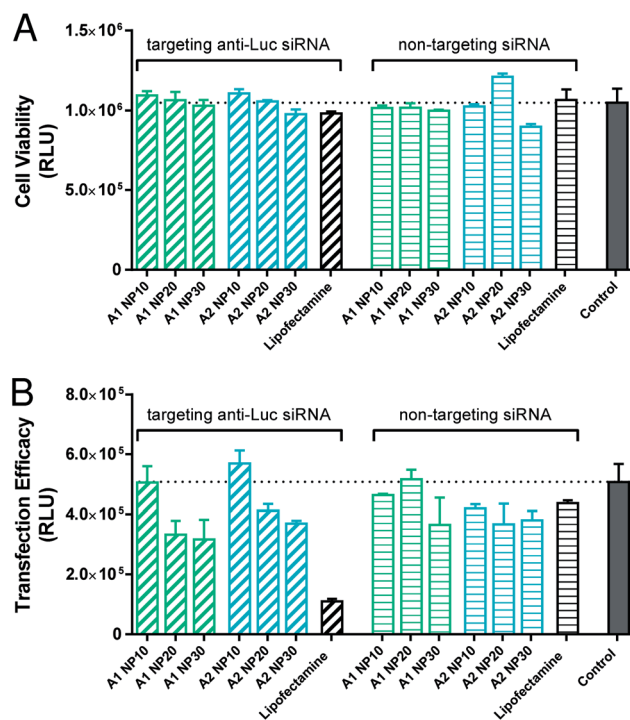 A
targeting anti-Luc siRNA
non-targeting siRNA
Cell Viability
(RLU)
1.5×10⁶
1.0×10⁶
5.0×10⁵
0
A1 NP10
A1 NP20
A1 NP30
A2 NP10
A2 NP20
A2 NP30
Lipofectamine
A1 NP10
A1 NP20
A1 NP30
A2 NP10
A2 NP20
A2 NP30
Lipofectamine
Control
B
targeting anti-Luc siRNA
non-targeting siRNA
Transfection Efficacy
(RLU)
8.0×10⁵
6.0×10⁵
4.0×10⁵
2.0×10⁵
0
A1 NP10
A1 NP20
A1 NP30
A2 NP10
A2 NP20
A2 NP30
Lipofectamine
A1 NP10
A1 NP20
A1 NP30
A2 NP10
A2 NP20
A2 NP30
Lipofectamine
Control